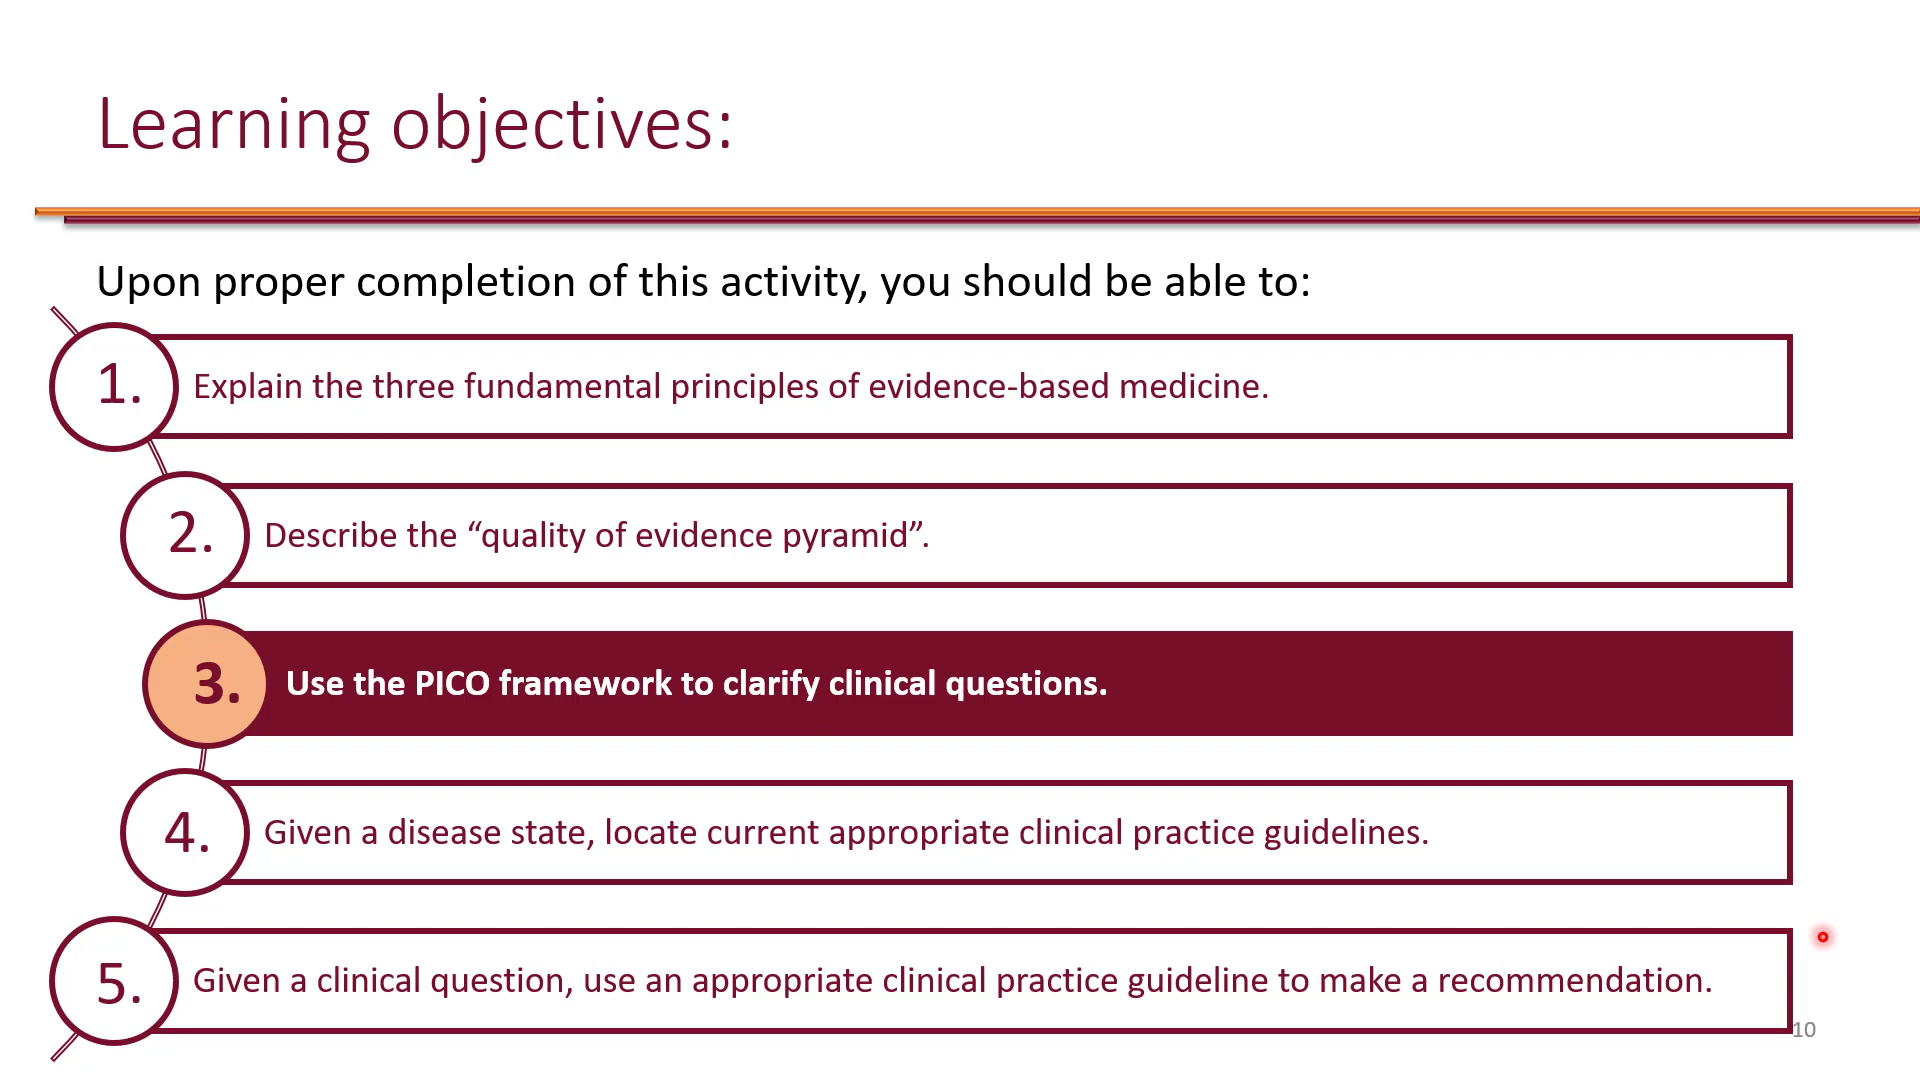 Learning objectives:
Upon proper completion of this activity, you should be able to:
1. Explain the three fundamental principles of evidence-based medicine.
2. Describe the “quality of evidence pyramid”.
3. Use the PICO framework to clarify clinical questions.
4. Given a disease state, locate current appropriate clinical practice guidelines.
5. Given a clinical question, use an appropriate clinical practice guideline to make a recommendation.
10